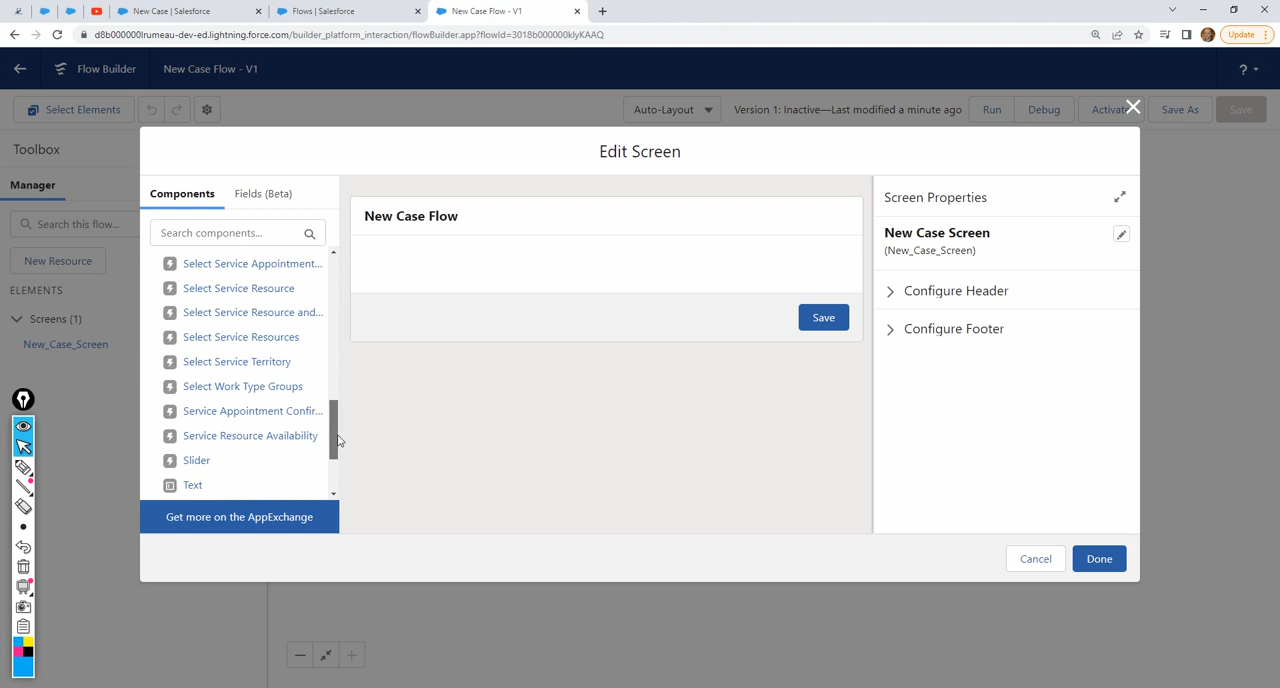 New Case | Salesforce
Flows | Salesforce
New Case Flow - V1
d8b000000lrumeau-dev-ed.lightning.force.com/builder_platform_interaction/flowBuilder.app?flowId=3018b000000klyKAAQ
Update
Flow Builder
New Case Flow - V1
?
Select Elements
Auto-Layout
Version 1: Inactive—Last modified a minute ago
Run
Debug
Activate
Save As
Save
Toolbox
Manager
Search this flow...
New Resource
ELEMENTS
Screens (1)
New_Case_Screen
Edit Screen
Components
Fields (Beta)
Search components...
Select Service Appointment...
Select Service Resource
Select Service Resource and...
Select Service Resources
Select Service Territory
Select Work Type Groups
Service Appointment Confir...
Service Resource Availability
Slider
Text
Get more on the AppExchange
New Case Flow
Save
Screen Properties
New Case Screen
(New_Case_Screen)
Configure Header
Configure Footer
Cancel
Done